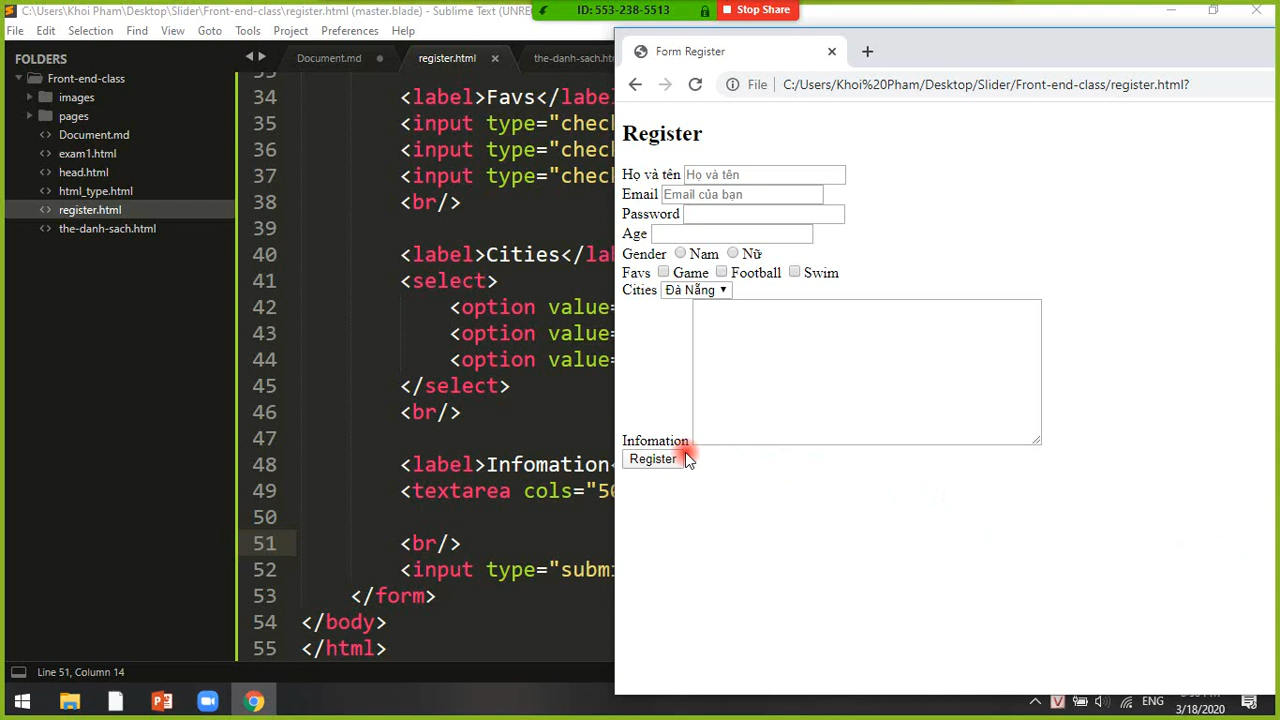 C:\Users\Khoi Pham\Desktop\Slider\Front-end-class\register.html (master.blade) - Sublime Text (UNRE
ID: 553-238-5513
Stop Share
File Edit Selection Find View Goto Tools Project Preferences Help
FOLDERS
Front-end-class
images
pages
Document.md
exam1.html
head.html
html_type.html
register.html
the-danh-sach.html
Document.md
register.html
the-danh-sach.ht
34 <label>Favs</labe
35 <input type="chec
36 <input type="chec
37 <input type="chec
38 <br/>
39
40 <label>Cities</la
41 <select>
42 <option value=
43 <option value=
44 <option value=
45 </select>
46 <br/>
47
48 <label>Infomation
49 <textarea cols="50
50
51 <br/>
52 <input type="submi
53 </form>
54 </body>
55 </html>
Line 51, Column 14
Form Register
File C:/Users/Khoi%20Pham/Desktop/Slider/Front-end-class/register.html?
Register
Họ và tên Họ và tên
Email Email của bạn
Password
Age
Gender Nam Nữ
Favs Game Football Swim
Cities Đà Nẵng
Infomation
Register
ENG
3/18/2020